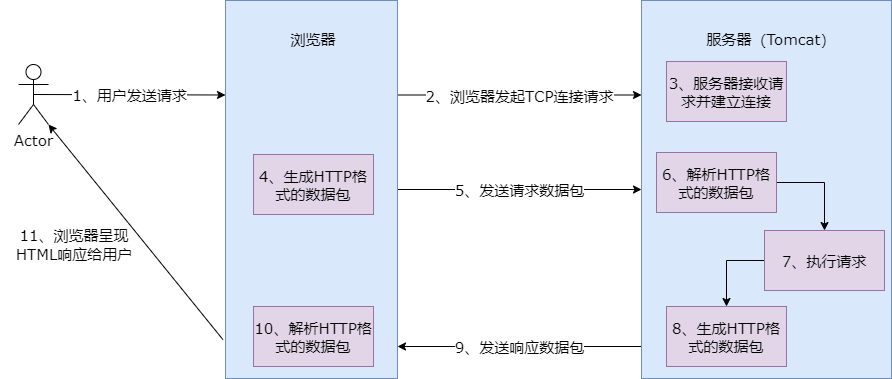 浏览器
服务器（Tomcat）
1、用户发送请求
2、浏览器发起TCP连接请求
3、服务器接收请
求并建立连接
Actor
4、生成HTTP格
式的数据包
5、发送请求数据包
6、解析HTTP格
式的数据包
7、执行请求
8、生成HTTP格
式的数据包
9、发送响应数据包
10、解析HTTP格
式的数据包
11、浏览器呈现
HTML响应给用户